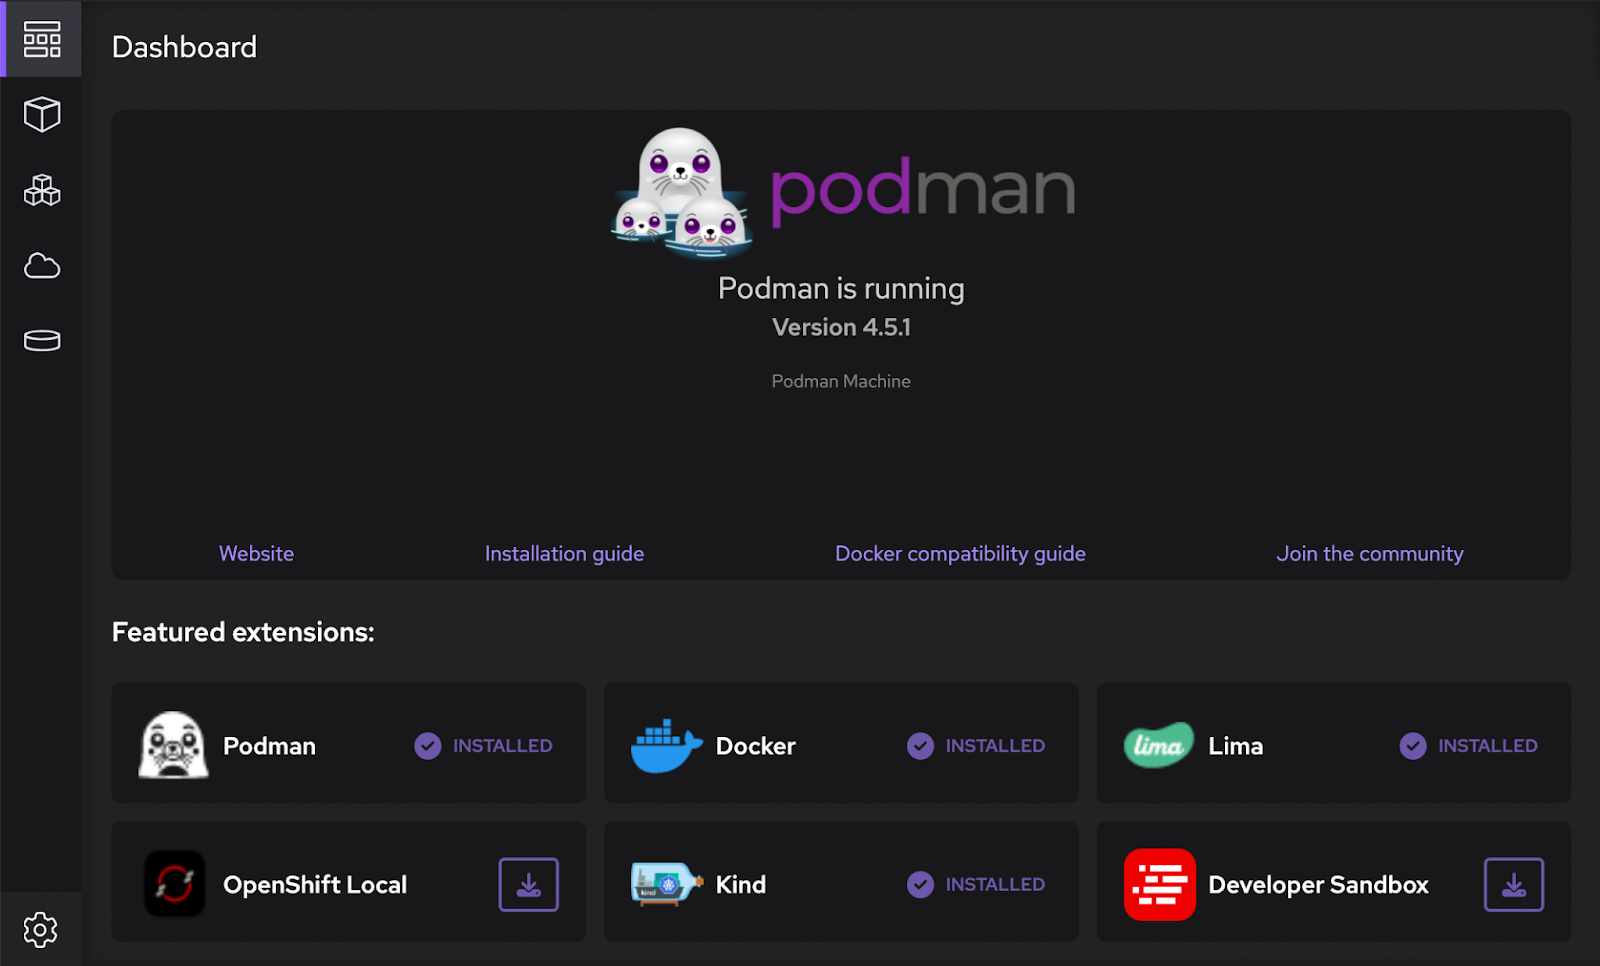 Dashboard
podman
Podman is running
Version 4.5.1
Podman Machine
Website Installation guide Docker compatibility guide Join the community
Featured extensions:
Podman INSTALLED
Docker INSTALLED
lima Lima INSTALLED
OpenShift Local
kind Kind INSTALLED
Developer Sandbox